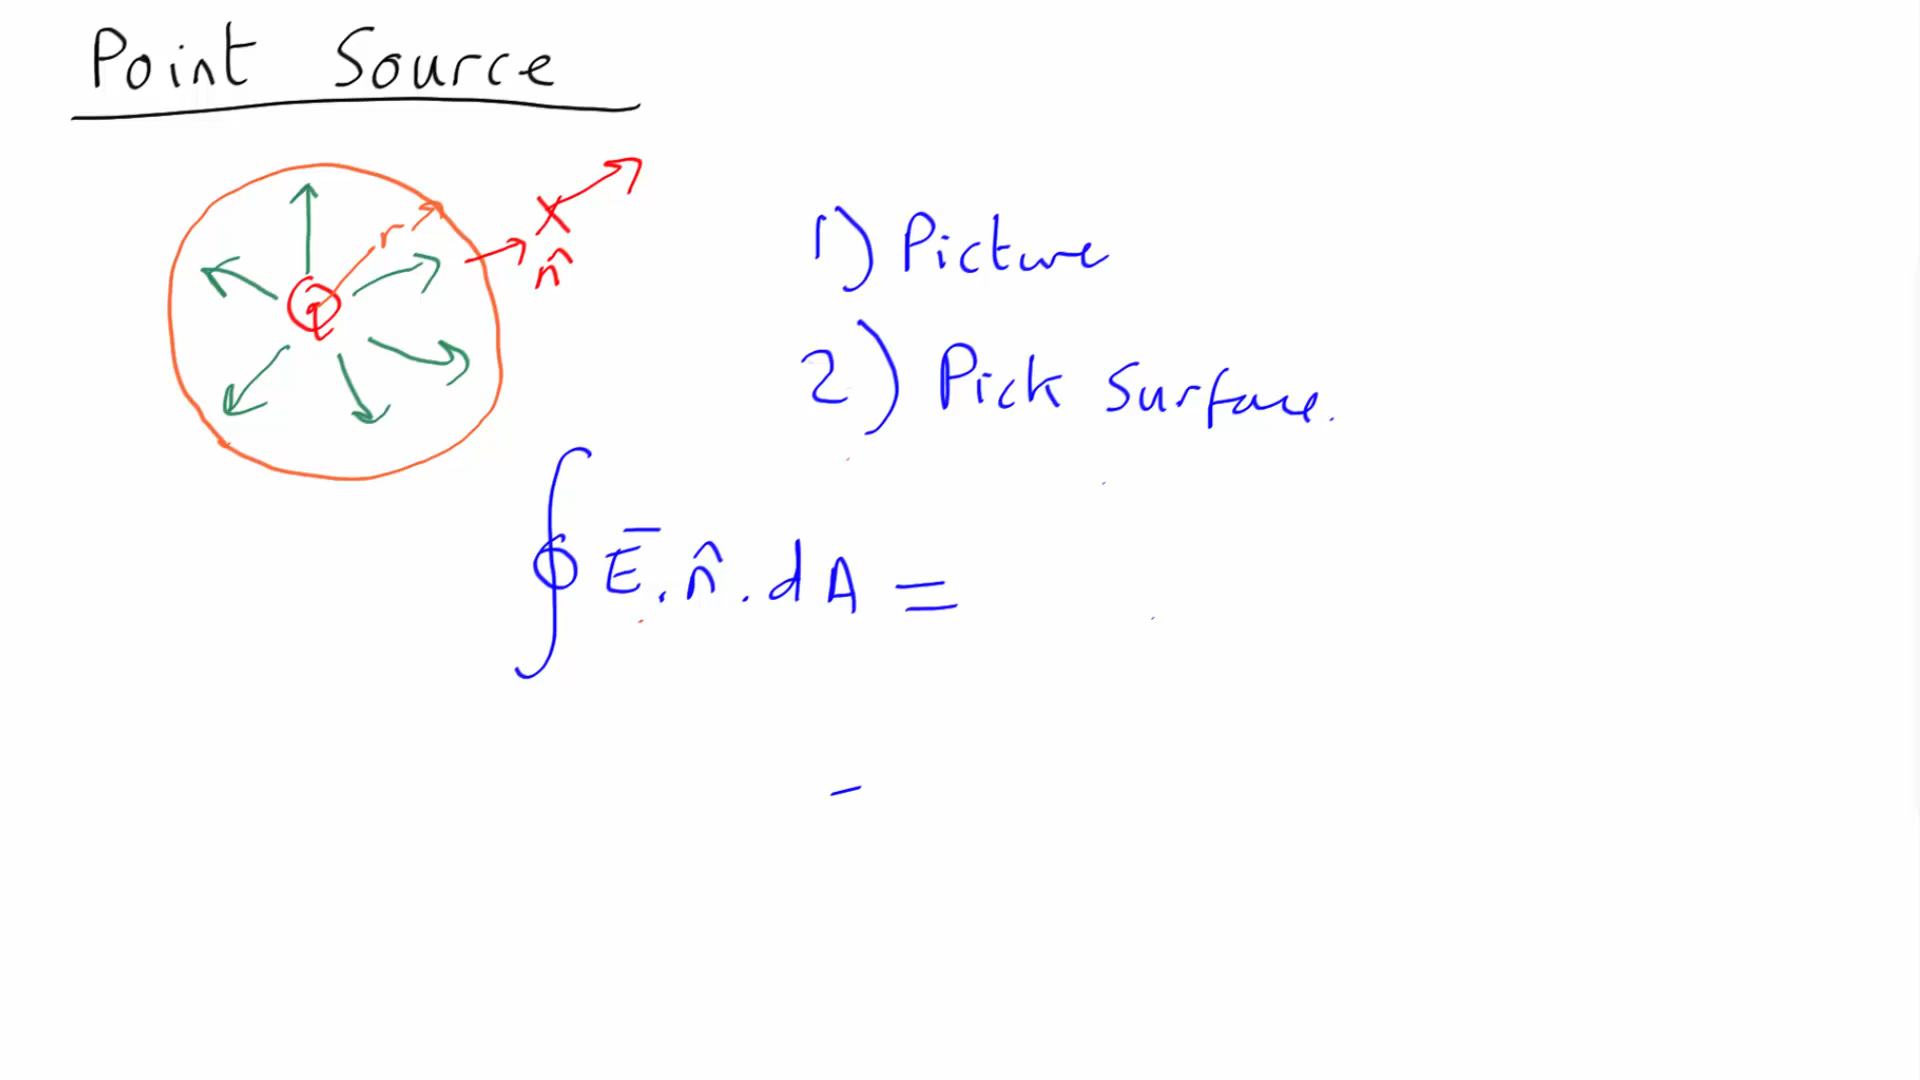 Point Source
r
n̂
q
1) Picture
2) Pick Surface.
∮ E̅ . n̂ . dA =